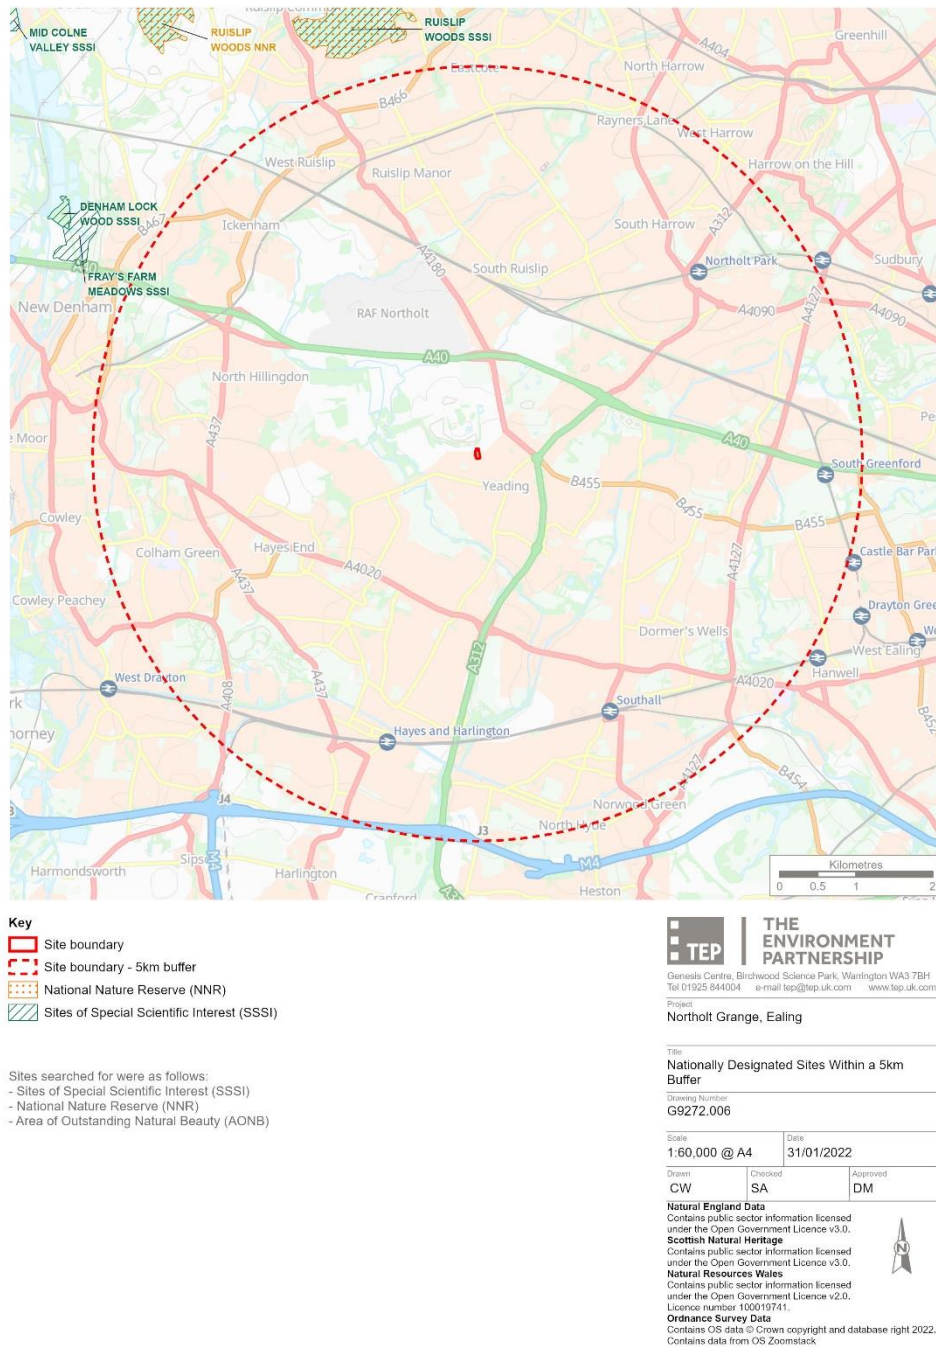 Ruislip Common
MID COLNE
VALLEY SSSI
RUISLIP
WOODS NNR
RUISLIP
WOODS SSSI
Greenhill
A404
North Harrow
Eastcote
B466
Rayners Lane
West Harrow
West Ruislip
Ruislip Manor
Harrow on the Hill
DENHAM LOCK
WOOD SSSI
B467
Ickenham
South Harrow
A312
A4180
Northolt Park
Sudbury
A40
South Ruislip
FRAY'S FARM
MEADOWS SSSI
New Denham
RAF Northolt
A4090
A4127
A4090
A40
North Hillingdon
A437
A40
South Greenford
Yeading
B455
B455
B455
Cowley
Colham Green
Hayes End
A437
A4020
A4127
Castle Bar Park
Cowley Peachey
Drayton Gree
Dormer's Wells
West Ealing
West Drayton
A408
A437
A312
Hanwell
A4020
Southall
Hayes and Harlington
B452
A4127
B454
Norwood Green
J4
J3
North Hyde
M4
Harmondsworth
Sipso
M4
Harlington
Cranford
Heston
Kilometres
0 0.5 1 2
Key
Site boundary
Site boundary - 5km buffer
National Nature Reserve (NNR)
Sites of Special Scientific Interest (SSSI)
Sites searched for were as follows:
- Sites of Special Scientific Interest (SSSI)
- National Nature Reserve (NNR)
- Area of Outstanding Natural Beauty (AONB)
TEP
THE
ENVIRONMENT
PARTNERSHIP
Genesis Centre, Birchwood Science Park, Warrington WA3 7BH
Tel 01925 844004 e-mail tep@tep.uk.com www.tep.uk.com
Project
Northolt Grange, Ealing
Title
Nationally Designated Sites Within a 5km
Buffer
Drawing Number
G9272.006
Scale
1:60,000 @ A4
Date
31/01/2022
Drawn
CW
Checked
SA
Approved
DM
Natural England Data
Contains public sector information licensed
under the Open Government Licence v3.0.
Scottish Natural Heritage
Contains public sector information licensed
under the Open Government Licence v3.0.
Natural Resources Wales
Contains public sector information licensed
under the Open Government Licence v2.0.
Licence number 100019741.
Ordnance Survey Data
Contains OS data © Crown copyright and database right 2022.
Contains data from OS Zoomstack
N